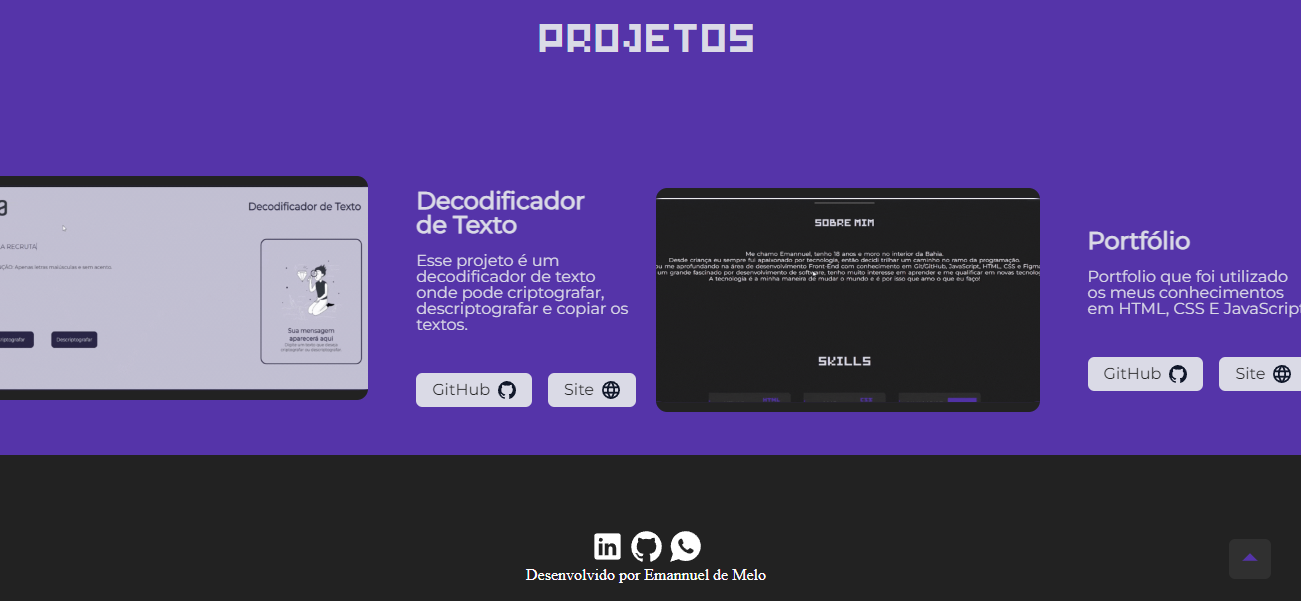 PROJETOS
Decodificador de Texto
A RECRUTA
NÇÃO: Apenas letras maiúsculas e sem acento.
Sua mensagem
aparecerá aqui
Digite um texto que deseja
criptografar ou descriptografar
criptografar
Descriptografar
Decodificador
de Texto
Esse projeto é um
decodificador de texto
onde pode criptografar,
descriptografar e copiar os
textos.
GitHub
Site
SOBRE MIM
Me chamo Emannuel, tenho 18 anos e moro no interior da Bahia.
Desde criança eu sempre fui apaixonado por tecnologia, então decidi trilhar um caminho no ramo da programação.
ou me aprofundando na área de desenvolvimento Front-End com conhecimento em Git/GitHub, JavaScript, HTML, CSS e Figma
um grande fascinado por desenvolvimento de software, tenho muito interesse em aprender e me qualificar em novas tecnolog
A tecnologia é a minha maneira de mudar o mundo e é por isso que amo o que eu faço!
SKILLS
HTML
CSS
Portfólio
Portfolio que foi utilizado
os meus conhecimentos
em HTML, CSS E JavaScript
GitHub
Site
Desenvolvido por Emannuel de Melo